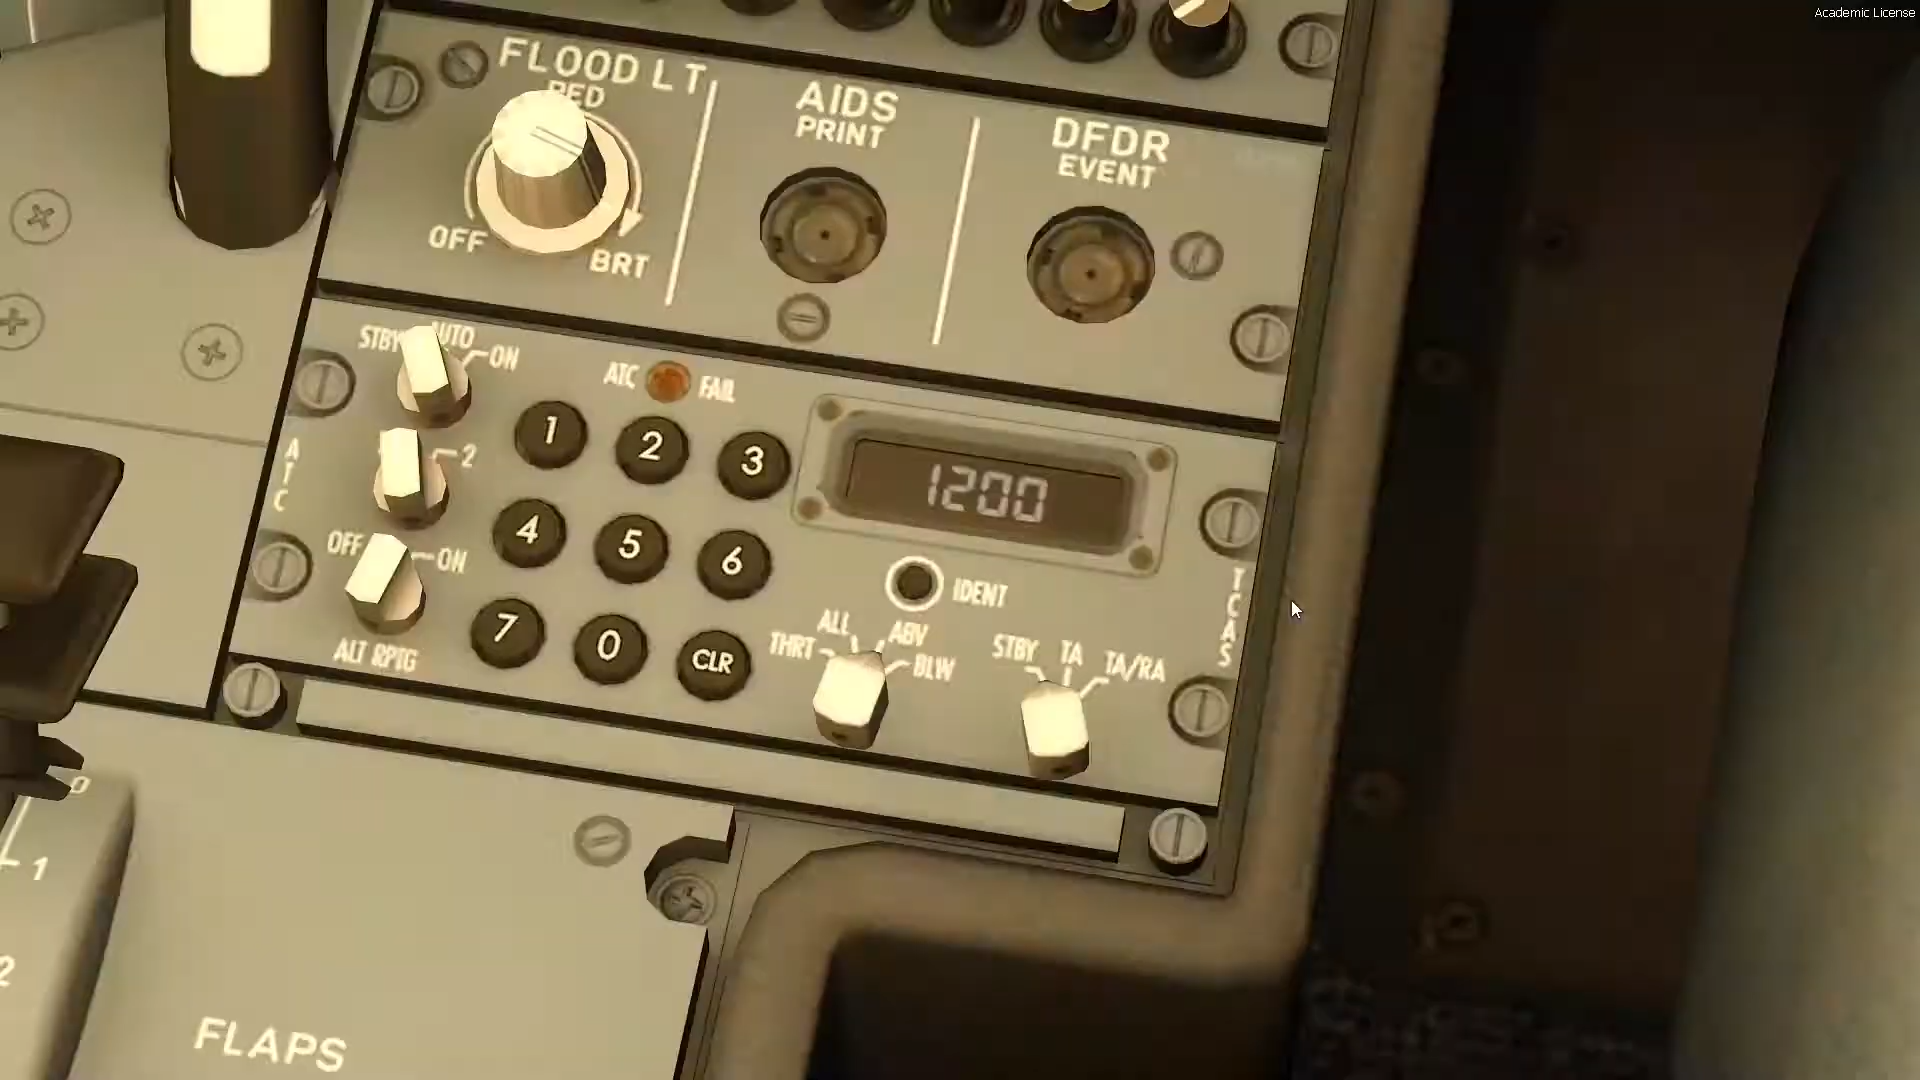 Academic License
FLOOD LT
RED
OFF
BRT
AIDS
PRINT
DFDR
EVENT
STBY AUTO ON
ATC FAIL
ATC
2
OFF ON
ALT RPTG
1 2 3
4 5 6
7 0 CLR
1200
IDENT
THRT ALL ABV BLW
STBY TA TA/RA
TCAS
0
1
2
FLAPS